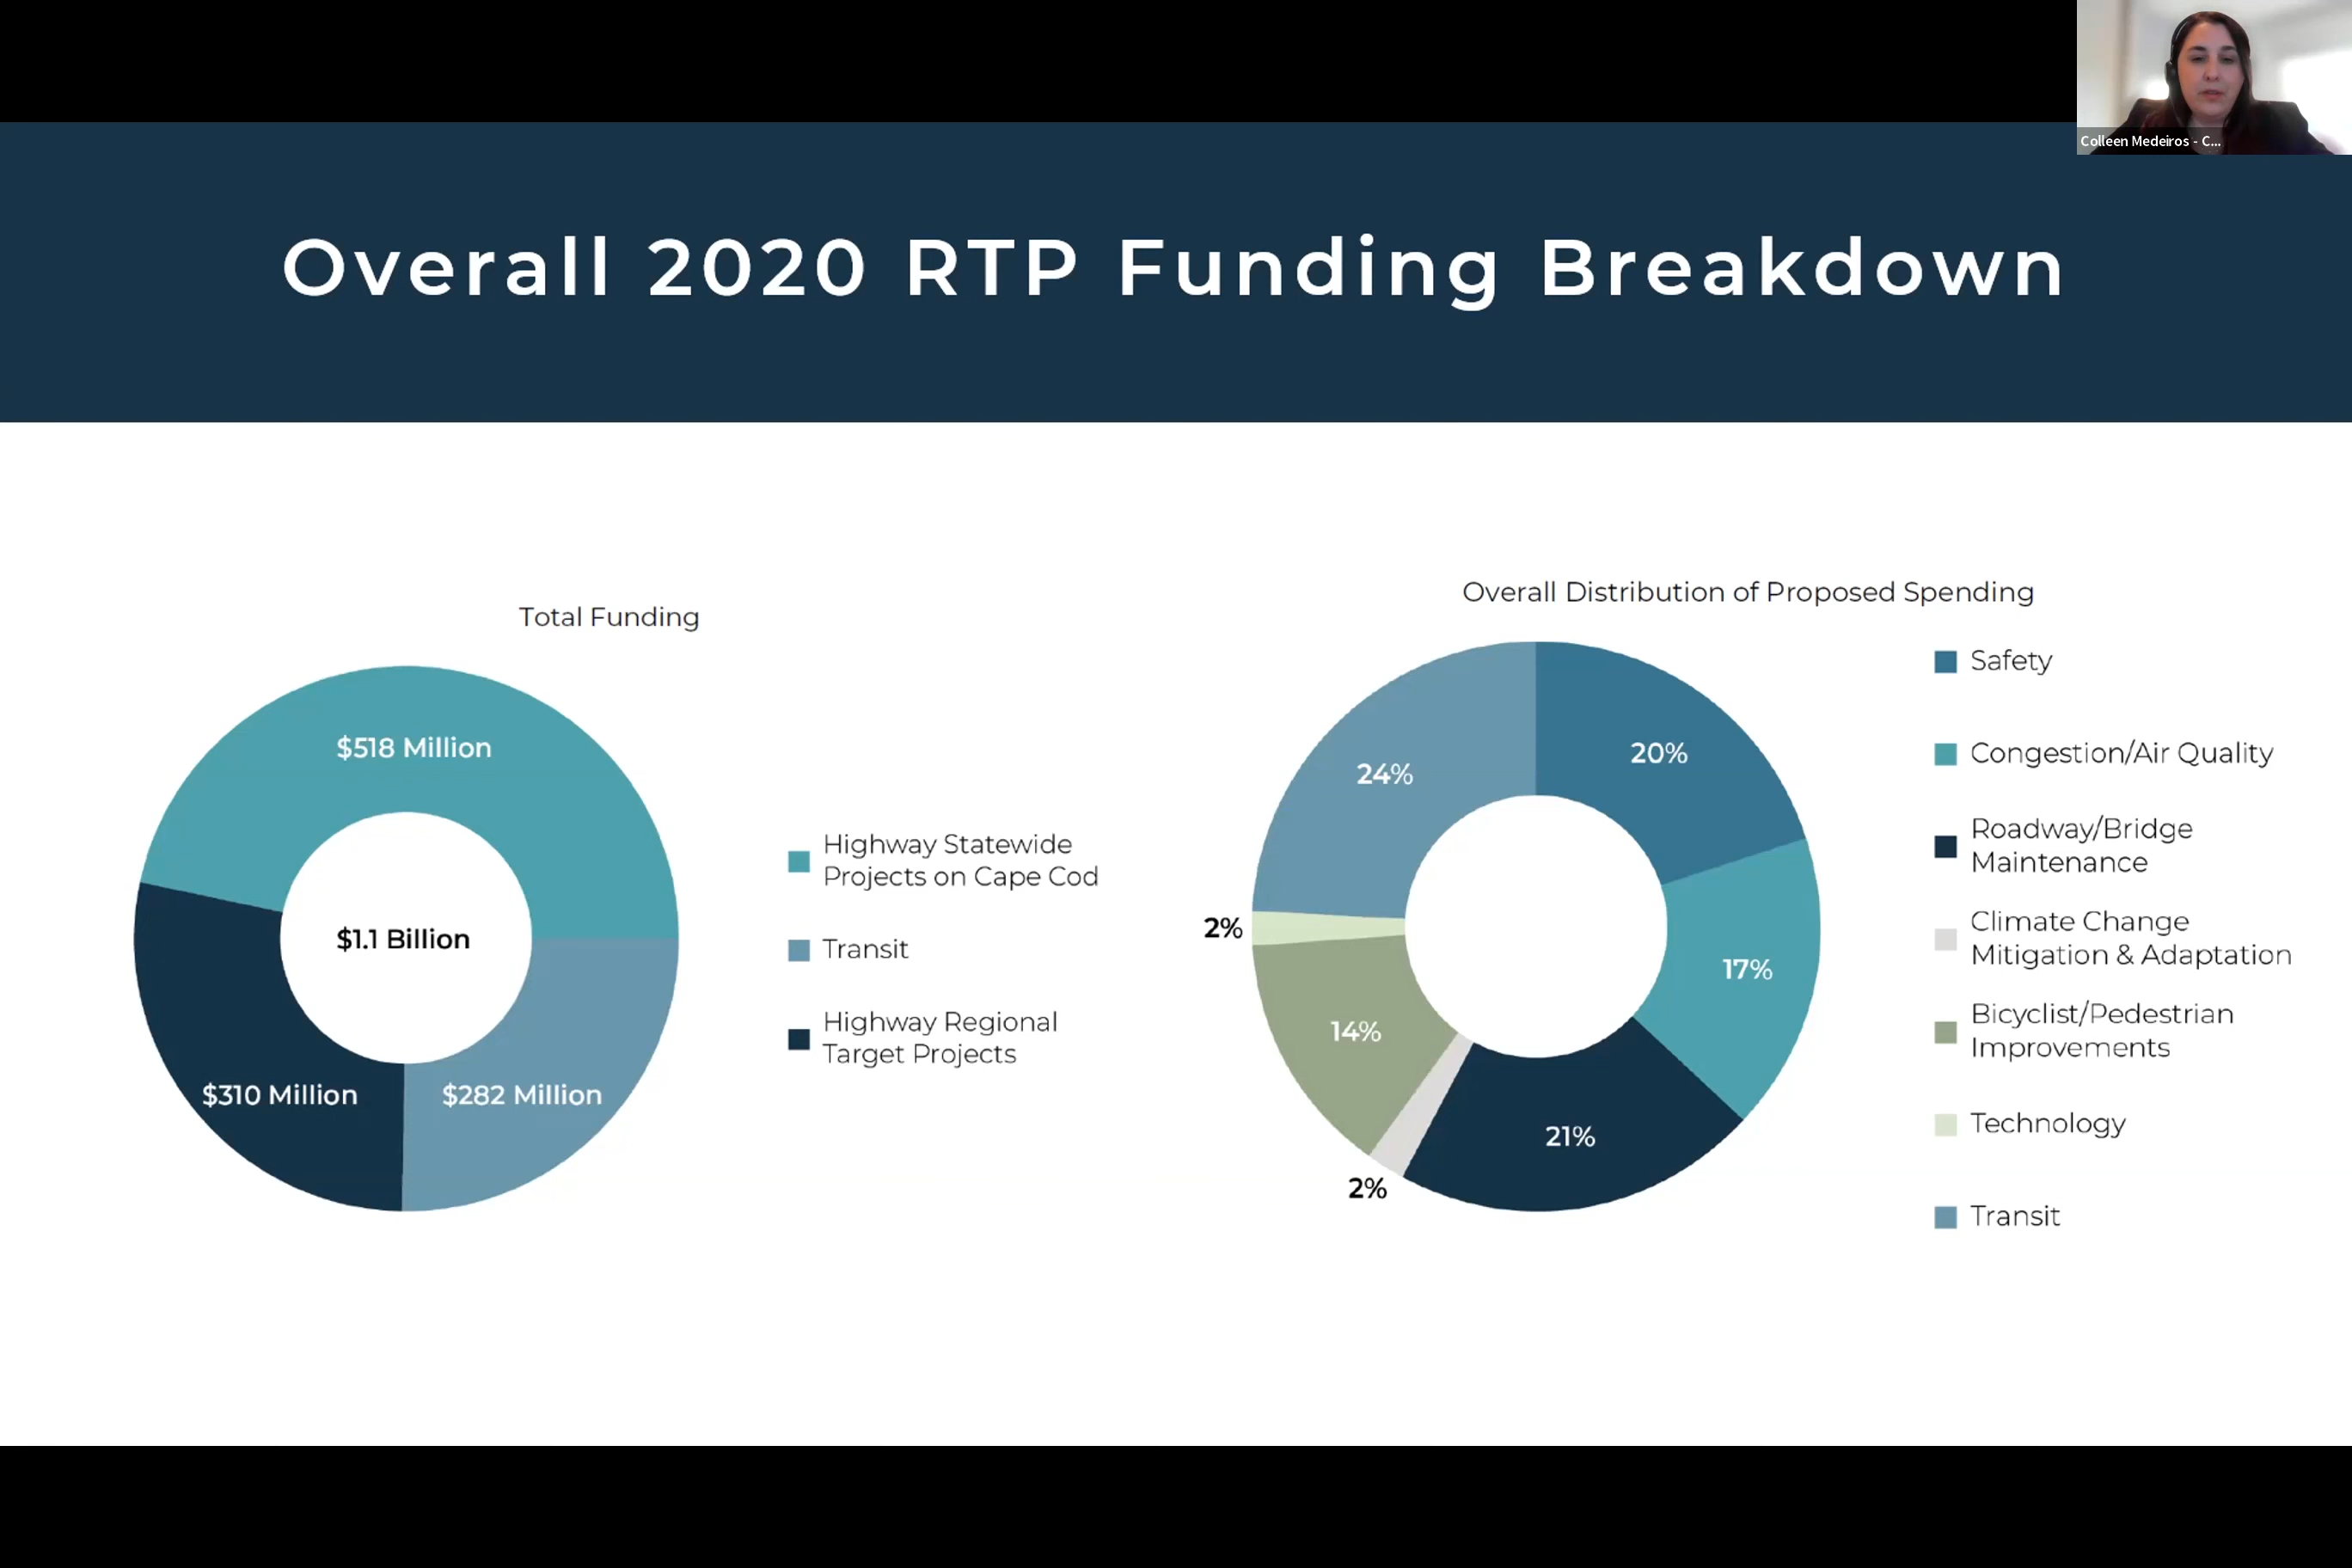 Colleen Medeiros - C...
Overall 2020 RTP Funding Breakdown
Total Funding
$518 Million
$1.1 Billion
$310 Million
$282 Million
Highway Statewide
Projects on Cape Cod
Transit
Highway Regional
Target Projects
Overall Distribution of Proposed Spending
20%
24%
2%
17%
14%
21%
2%
Safety
Congestion/Air Quality
Roadway/Bridge
Maintenance
Climate Change
Mitigation & Adaptation
Bicyclist/Pedestrian
Improvements
Technology
Transit